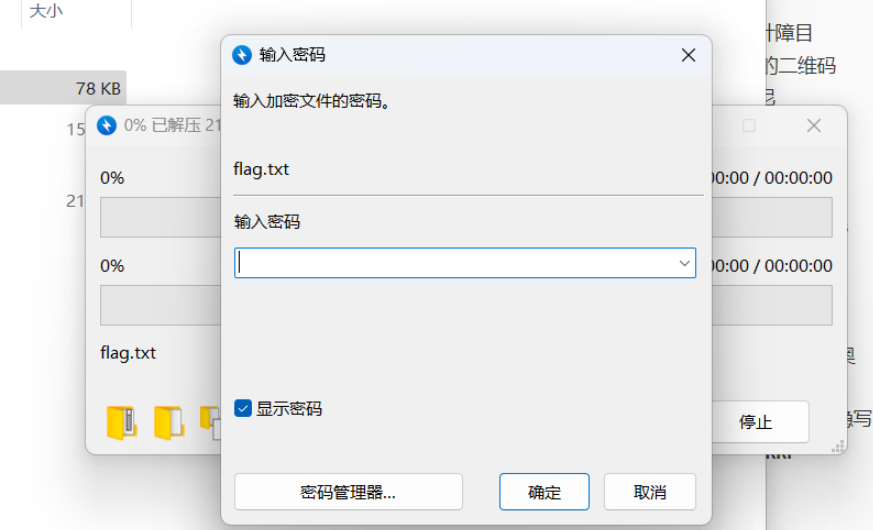 大小
78 KB
15
21
障目
的二维码
0% 已解压 21
0%
00:00 / 00:00:00
0%
00:00 / 00:00:00
flag.txt
停止
输入密码
输入加密文件的密码。
flag.txt
输入密码
显示密码
密码管理器...
确定
取消